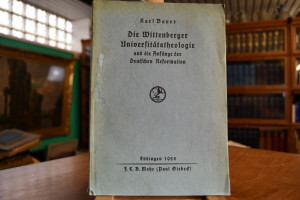 Karl Bauer
Die Wittenberger
Universitätstheologie
und die Anfänge der
Deutschen Reformation
Tübingen 1928
J. C. B. Mohr (Paul Siebeck)